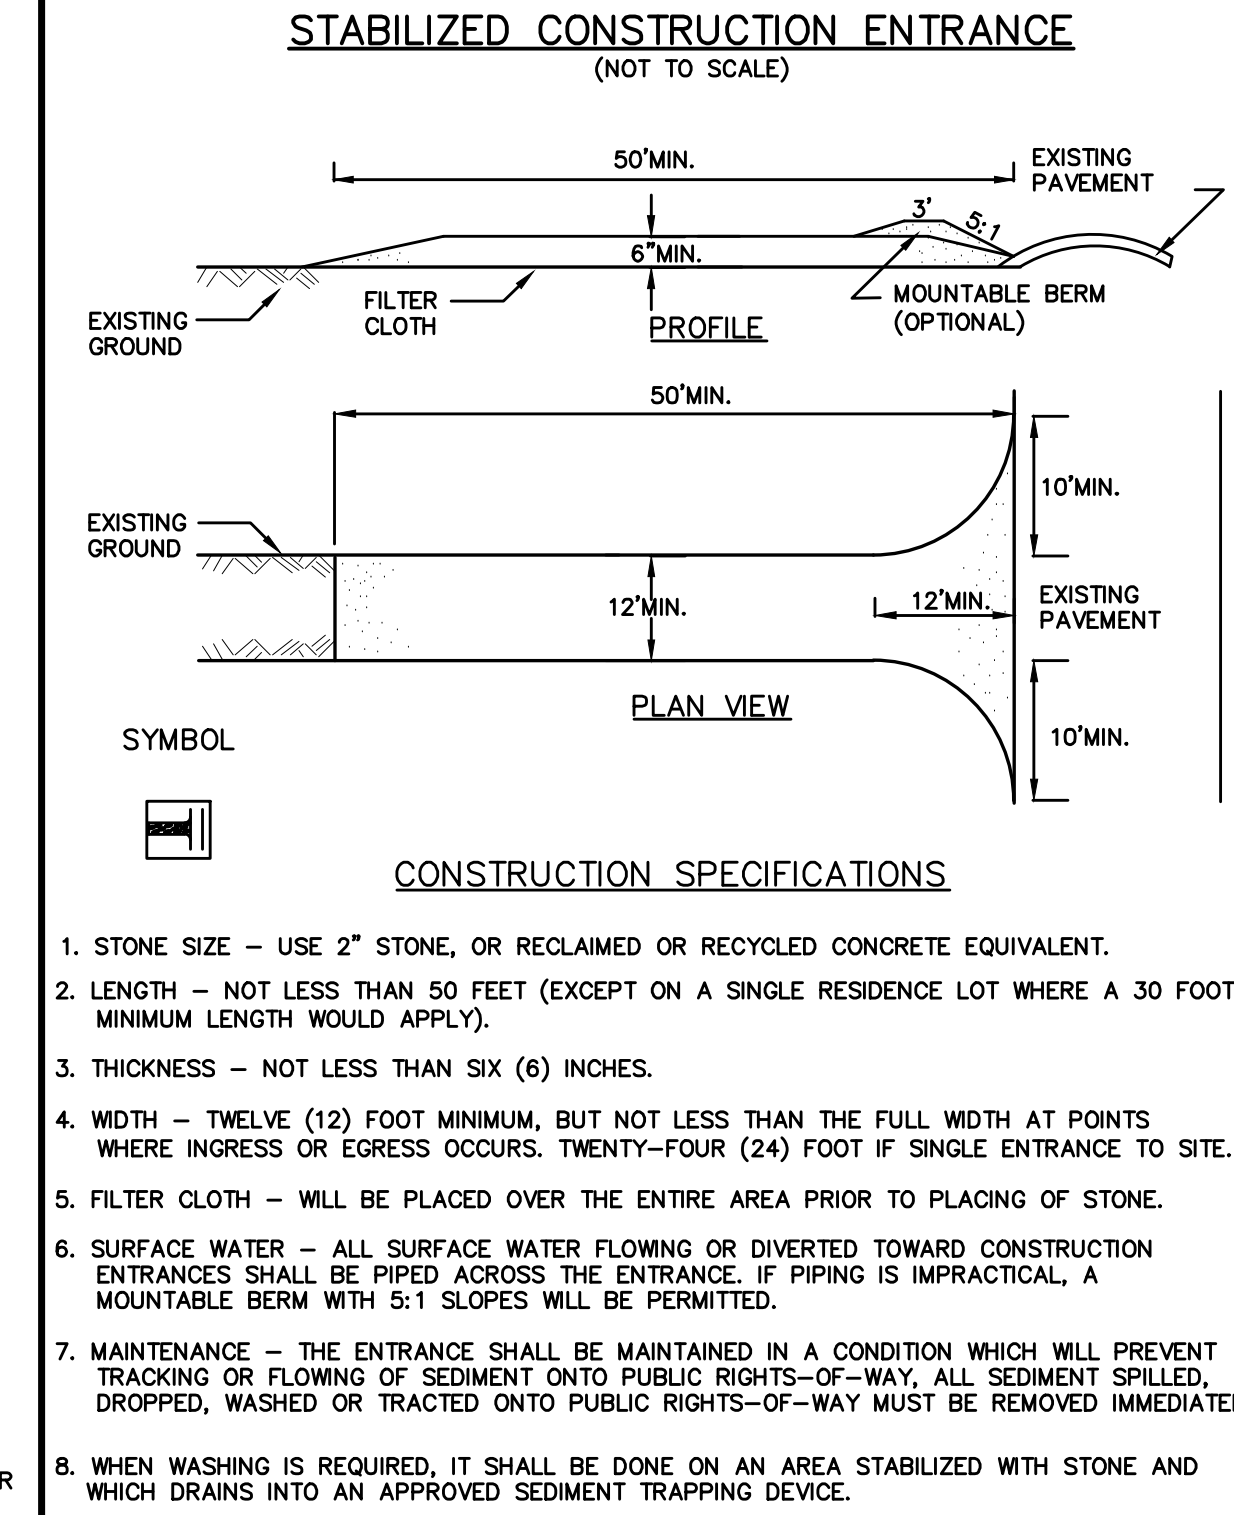 STABILIZED CONSTRUCTION ENTRANCE
(NOT TO SCALE)
50'MIN.
EXISTING
PAVEMENT
3'
5:1
6"MIN.
FILTER
CLOTH
MOUNTABLE BERM
(OPTIONAL)
EXISTING
GROUND
PROFILE
50'MIN.
10'MIN.
EXISTING
GROUND
12'MIN.
12'MIN.
EXISTING
PAVEMENT
PLAN VIEW
10'MIN.
SYMBOL
CONSTRUCTION SPECIFICATIONS
1. STONE SIZE – USE 2" STONE, OR RECLAIMED OR RECYCLED CONCRETE EQUIVALENT.
2. LENGTH – NOT LESS THAN 50 FEET (EXCEPT ON A SINGLE RESIDENCE LOT WHERE A 30 FOOT
MINIMUM LENGTH WOULD APPLY).
3. THICKNESS – NOT LESS THAN SIX (6) INCHES.
4. WIDTH – TWELVE (12) FOOT MINIMUM, BUT NOT LESS THAN THE FULL WIDTH AT POINTS
WHERE INGRESS OR EGRESS OCCURS. TWENTY–FOUR (24) FOOT IF SINGLE ENTRANCE TO SITE.
5. FILTER CLOTH – WILL BE PLACED OVER THE ENTIRE AREA PRIOR TO PLACING OF STONE.
6. SURFACE WATER – ALL SURFACE WATER FLOWING OR DIVERTED TOWARD CONSTRUCTION
ENTRANCES SHALL BE PIPED ACROSS THE ENTRANCE. IF PIPING IS IMPRACTICAL, A
MOUNTABLE BERM WITH 5:1 SLOPES WILL BE PERMITTED.
7. MAINTENANCE – THE ENTRANCE SHALL BE MAINTAINED IN A CONDITION WHICH WILL PREVENT
TRACKING OR FLOWING OF SEDIMENT ONTO PUBLIC RIGHTS–OF–WAY, ALL SEDIMENT SPILLED,
DROPPED, WASHED OR TRACTED ONTO PUBLIC RIGHTS–OF–WAY MUST BE REMOVED
8. WHEN WASHING IS REQUIRED, IT SHALL BE DONE ON AN AREA STABILIZED WITH STONE AND
WHICH DRAINS INTO AN APPROVED SEDIMENT TRAPPING DEVICE.